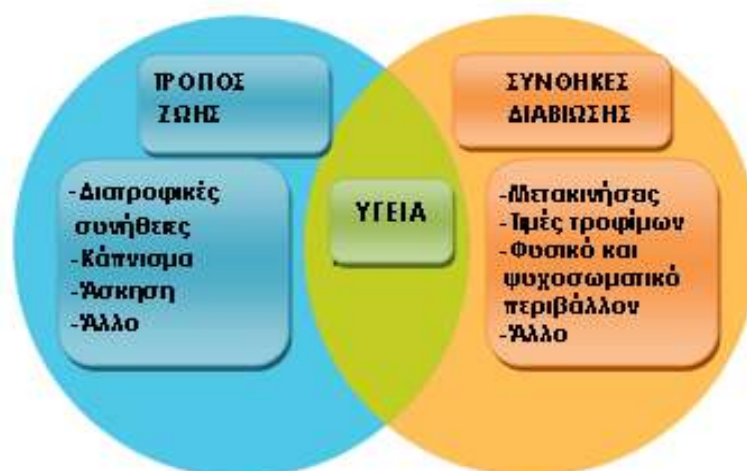 ΤΡΟΠΟΣ
ΖΩΗΣ
-Διατροφικές
συνήθειες
-Κάπνισμα
-Άσκηση
-Άλλο
ΥΓΕΙΑ
ΣΥΝΘΗΚΕΣ
ΔΙΑΒΙΩΣΗΣ
-Μετακινήσεις
-Τιμές τροφίμων
-Φυσικό και
ψυχοσωματικό
περιβάλλον
-Άλλο